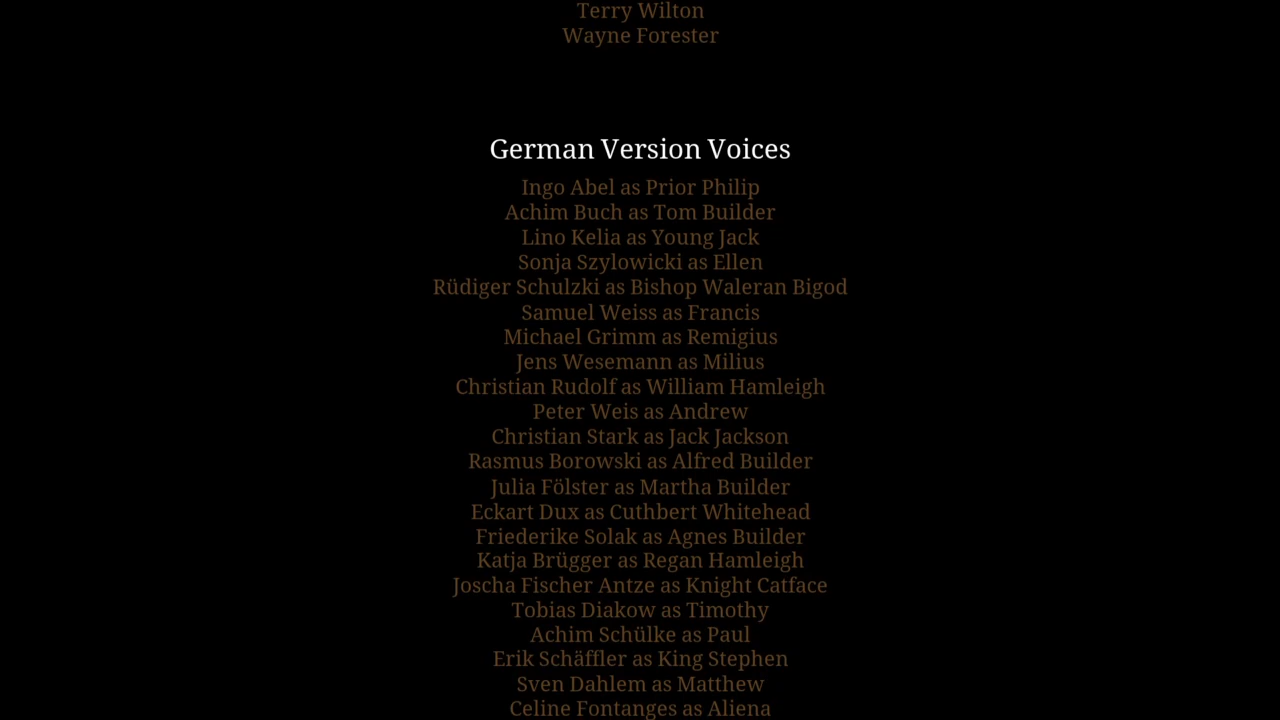 Terry Wilton
Wayne Forester
German Version Voices
Ingo Abel as Prior Philip
Achim Buch as Tom Builder
Lino Kelia as Young Jack
Sonja Szylowicki as Ellen
Rüdiger Schulzki as Bishop Waleran Bigod
Samuel Weiss as Francis
Michael Grimm as Remigius
Jens Wesemann as Milius
Christian Rudolf as William Hamleigh
Peter Weis as Andrew
Christian Stark as Jack Jackson
Rasmus Borowski as Alfred Builder
Julia Fölster as Martha Builder
Eckart Dux as Cuthbert Whitehead
Friederike Solak as Agnes Builder
Katja Brügger as Regan Hamleigh
Joscha Fischer Antze as Knight Catface
Tobias Diakow as Timothy
Achim Schülke as Paul
Erik Schäffler as King Stephen
Sven Dahlem as Matthew
Celine Fontanges as Aliena